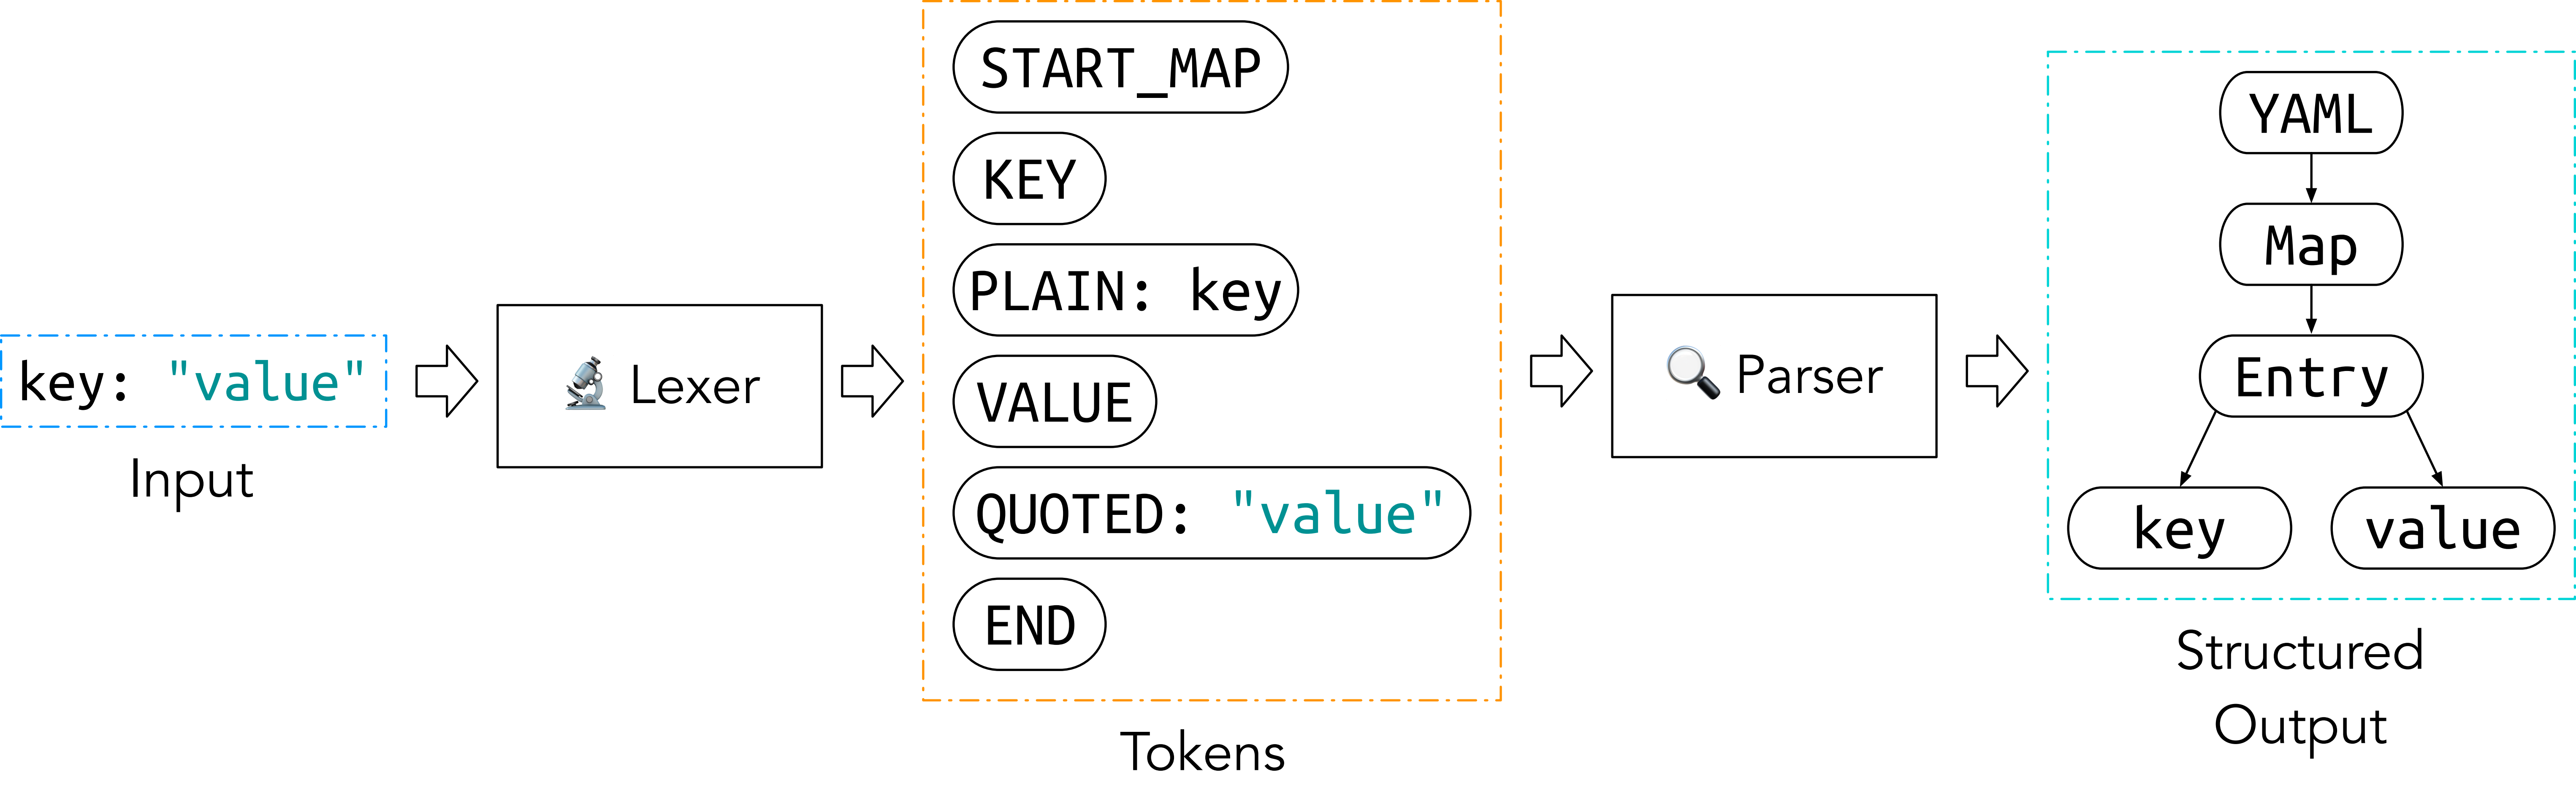 key: "value"
Input
Lexer
START_MAP
KEY
PLAIN: key
VALUE
QUOTED: "value"
END
Tokens
Parser
YAML
Map
Entry
key
value
Structured
Output